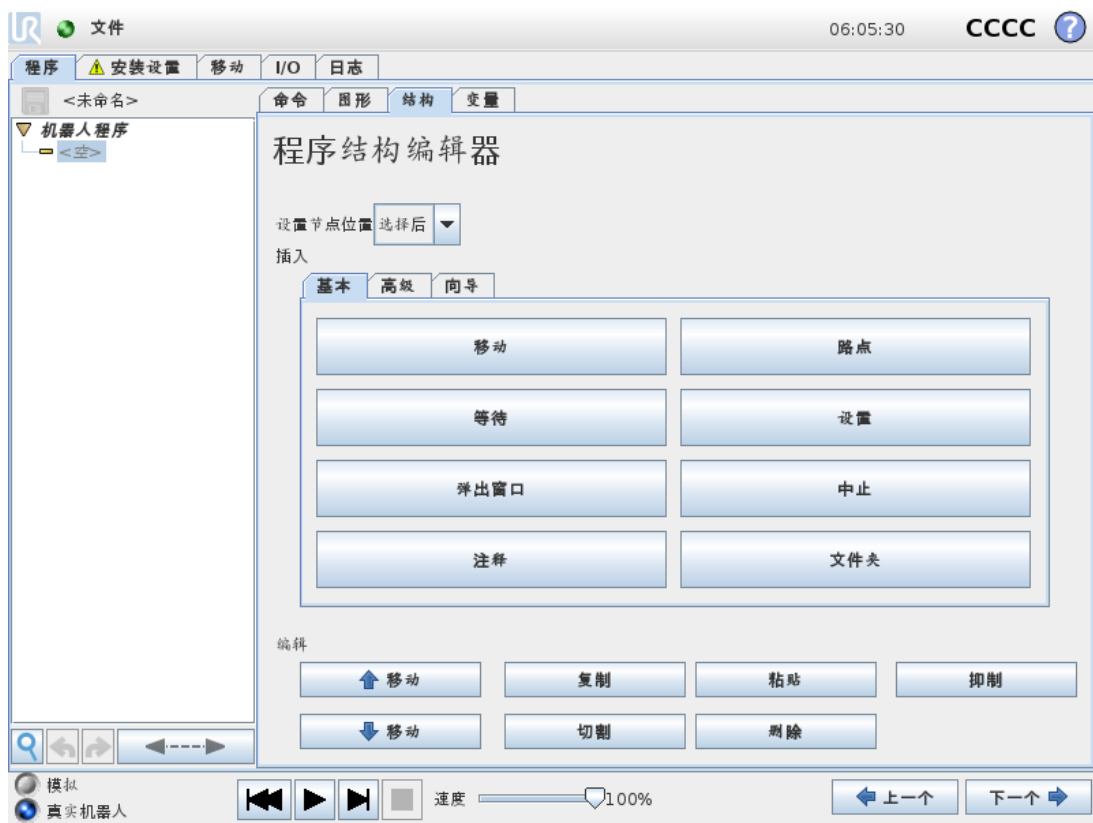 UR 文件 06:05:30 CCCC ?
程序 安装设置 移动 I/O 日志
<未命名> 命令 图形 结构 变量
机器人程序
<空>
程序结构编辑器
设置节点位置 选择后
插入
基本 高级 向导
移动 路点
等待 设置
弹出窗口 中止
注释 文件夹
编辑
移动 复制 粘贴 抑制
移动 切割 删除
模拟
真实机器人
速度 100% 上一个 下一个